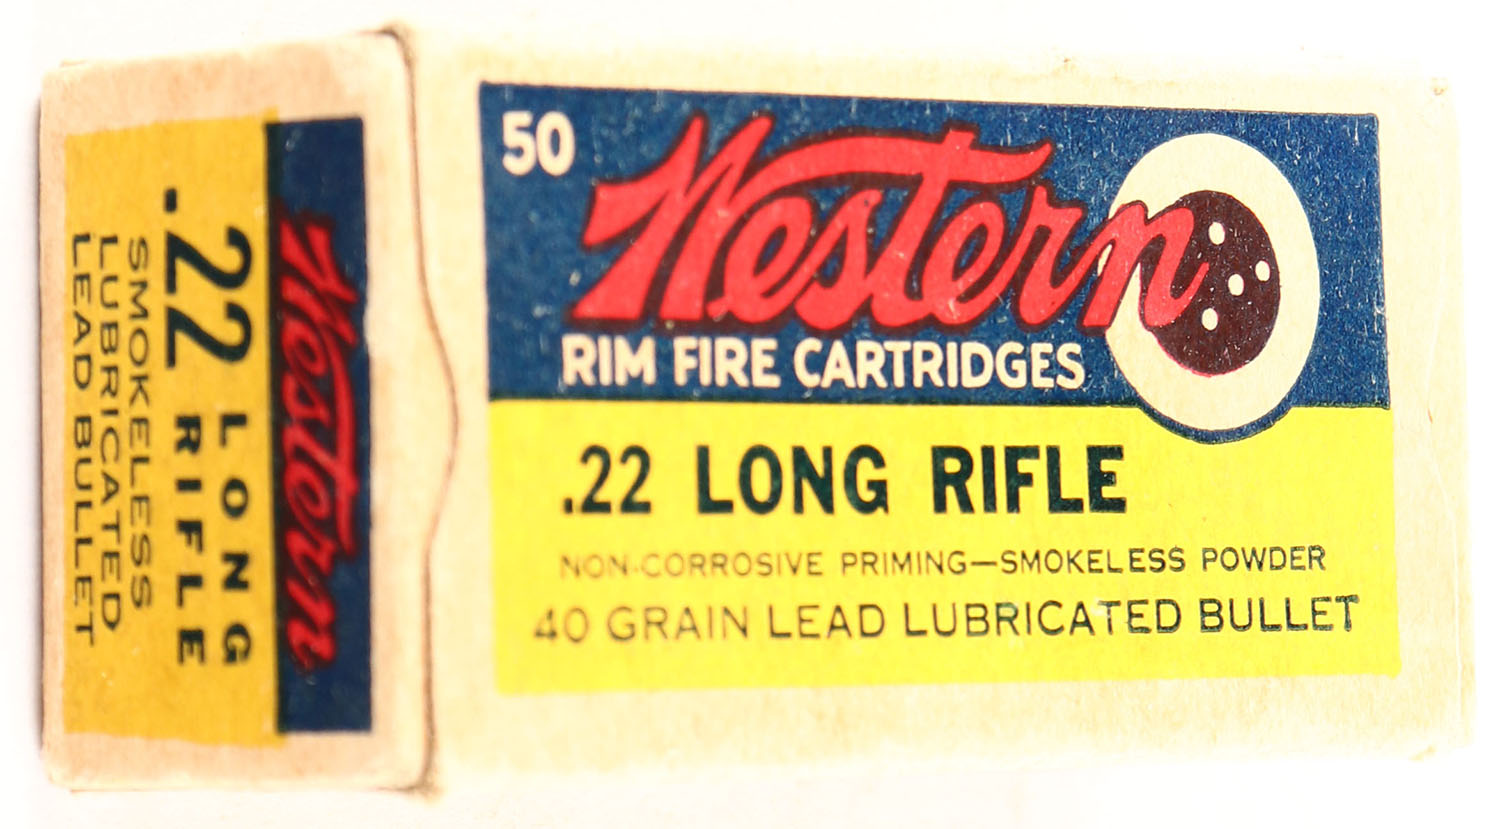 50
Western
RIM FIRE CARTRIDGES
.22 LONG RIFLE
NON-CORROSIVE PRIMING—SMOKELESS POWDER
40 GRAIN LEAD LUBRICATED BULLET
Western
.22 LONG RIFLE
SMOKELESS
LUBRICATED
LEAD BULLET